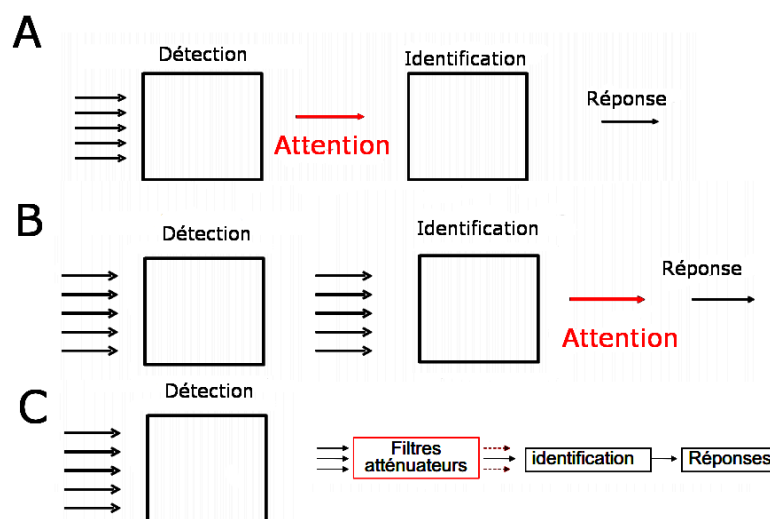 A
Détection
Identification
Réponse
Attention
B
Détection
Identification
Réponse
Attention
C
Détection
Filtres
atténuateurs
identification
Réponses